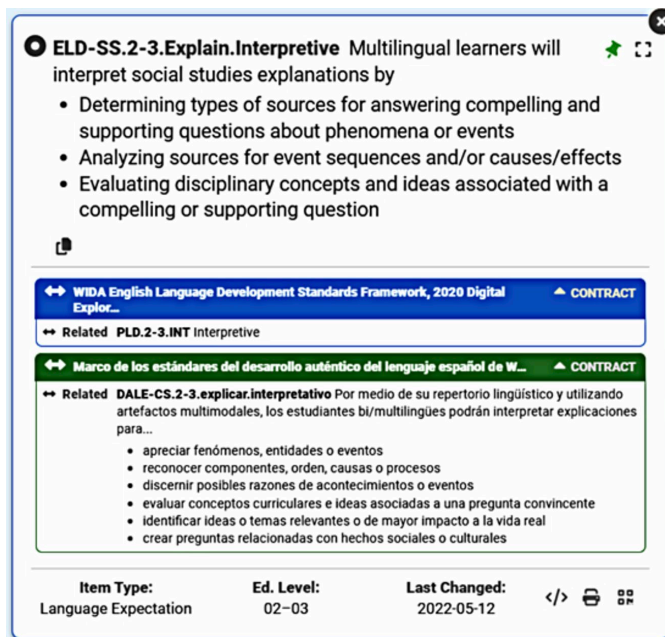 ELD-SS.2-3.Explain.Interpretive Multilingual learners will
interpret social studies explanations by
• Determining types of sources for answering compelling and
supporting questions about phenomena or events
• Analyzing sources for event sequences and/or causes/effects
• Evaluating disciplinary concepts and ideas associated with a
compelling or supporting question
WIDA English Language Development Standards Framework, 2020 Digital
Explor...
CONTRACT
Related PLD.2-3.INT Interpretive
Marco de los estándares del desarrollo auténtico del lenguaje español de W...
CONTRACT
Related DALE-CS.2-3.explicar.interpretativo Por medio de su repertorio lingüístico y utilizando
artefactos multimodales, los estudiantes bi/multilingües podrán interpretar explicaciones
para...
• apreciar fenómenos, entidades o eventos
• reconocer componentes, orden, causas o procesos
• discernir posibles razones de acontecimientos o eventos
• evaluar conceptos curriculares e ideas asociadas a una pregunta convincente
• identificar ideas o temas relevantes o de mayor impacto a la vida real
• crear preguntas relacionadas con hechos sociales o culturales
Item Type:
Language Expectation
Ed. Level:
02–03
Last Changed:
2022-05-12